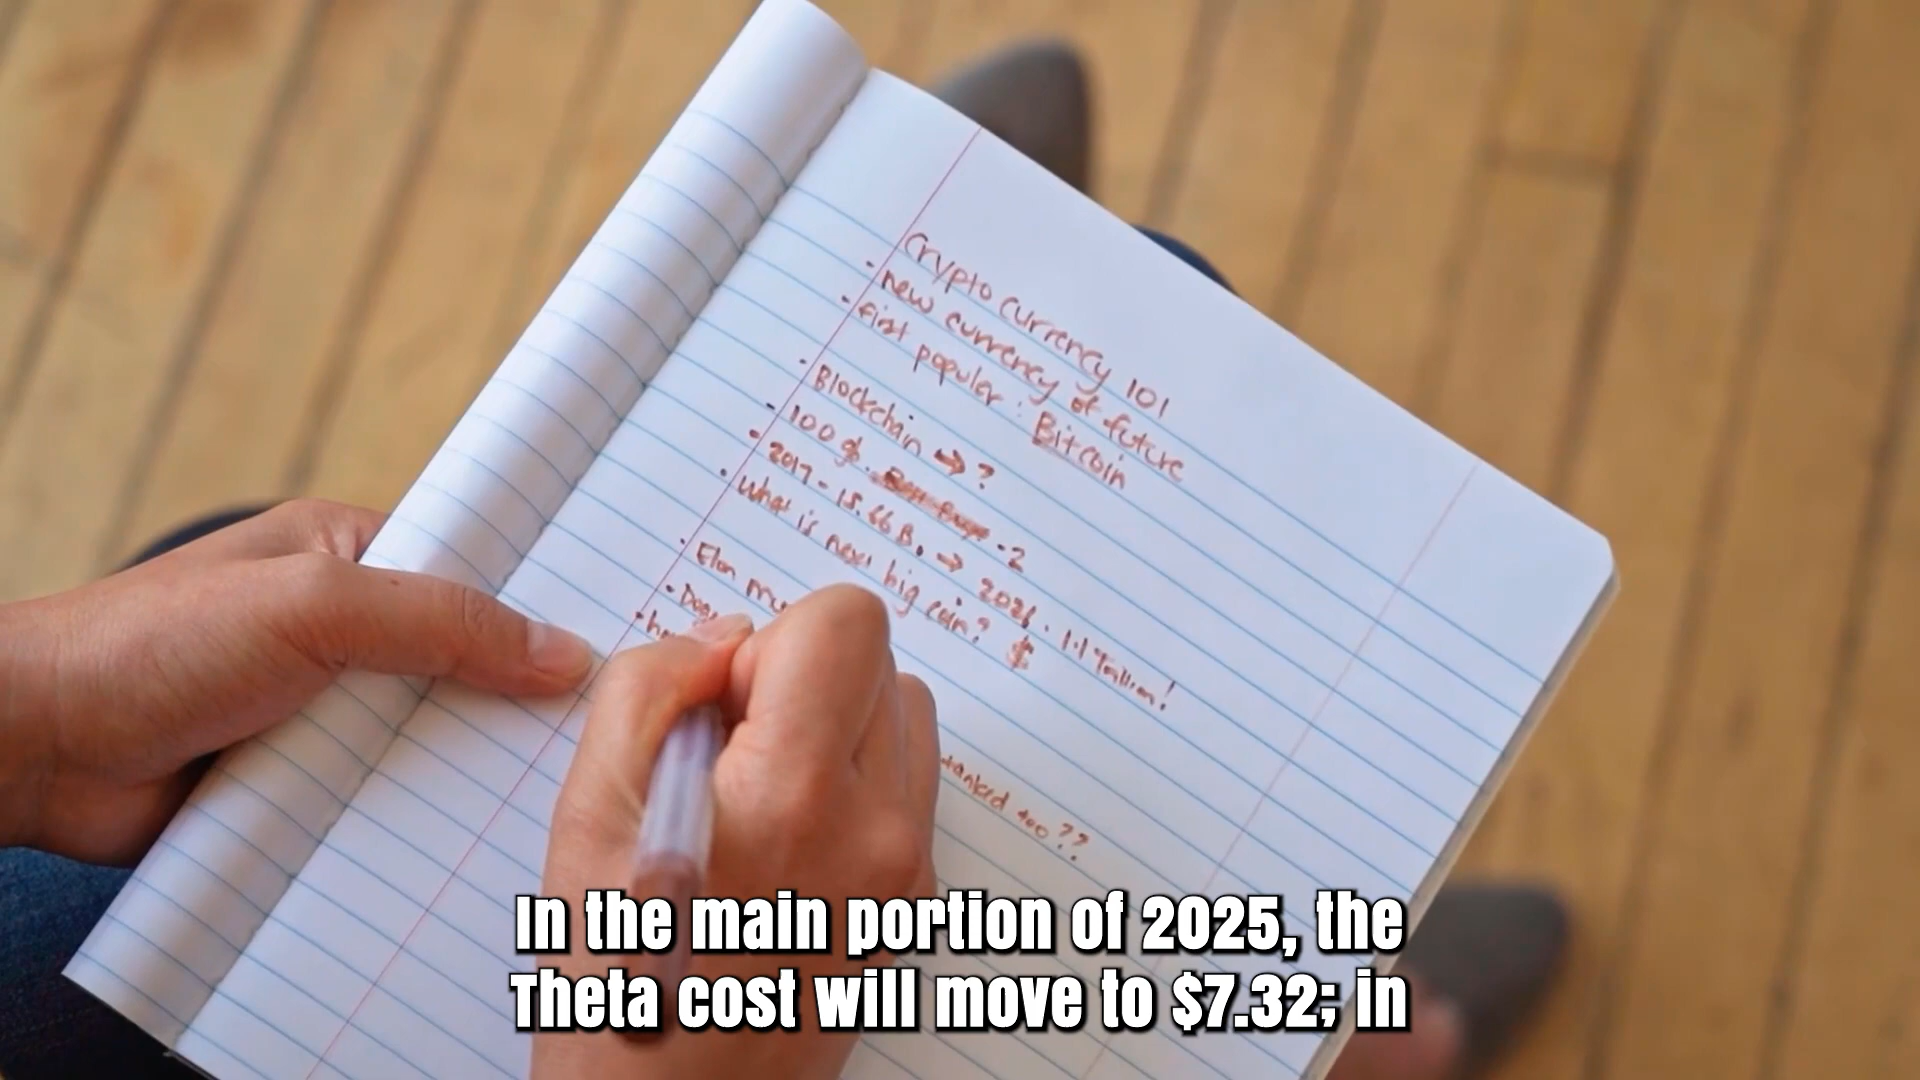 Crypto Currency 101
- new currency of future
• first popular : Bitcoin
• Blockchain → ?
- 100 %. -2
• 2017 - 15.66 B. → 2021 . 1.1 Trillion!
• What is next big coin? $
• Elon
•
•
tanked too??
In the main portion of 2025, the
Theta cost will move to $7.32; in